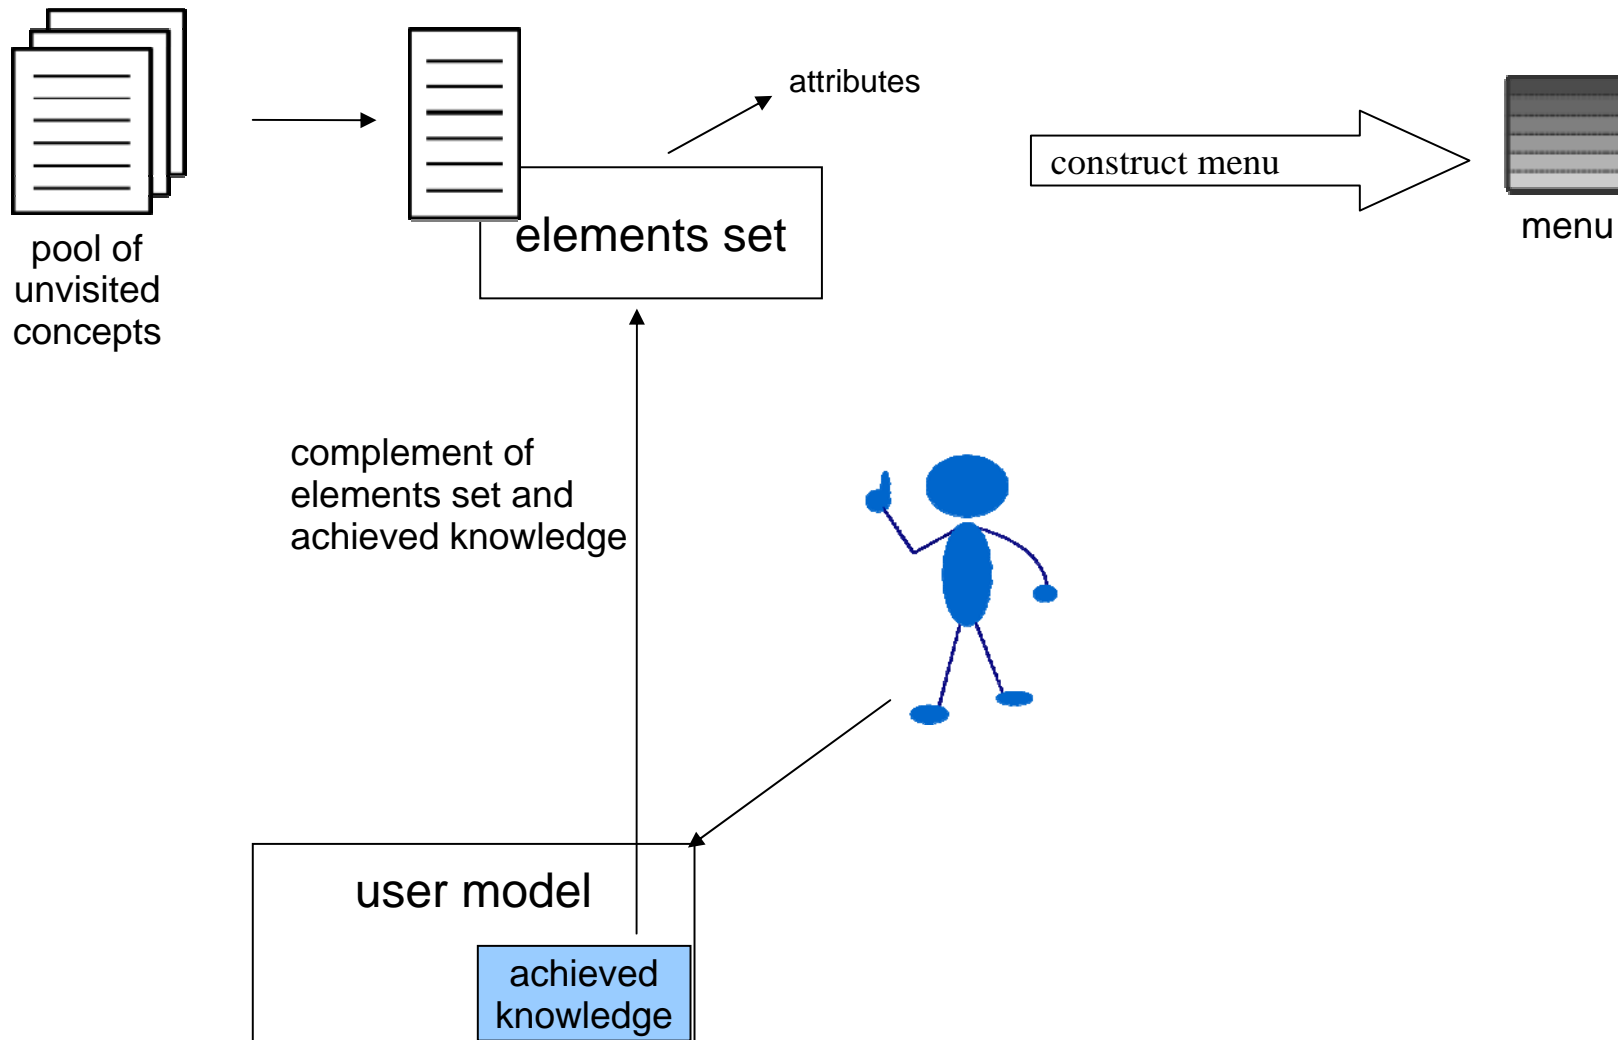 attributes
construct menu
elements set
menu
pool of
unvisited
concepts
complement of
elements set and
achieved knowledge
user model
achieved
knowledge